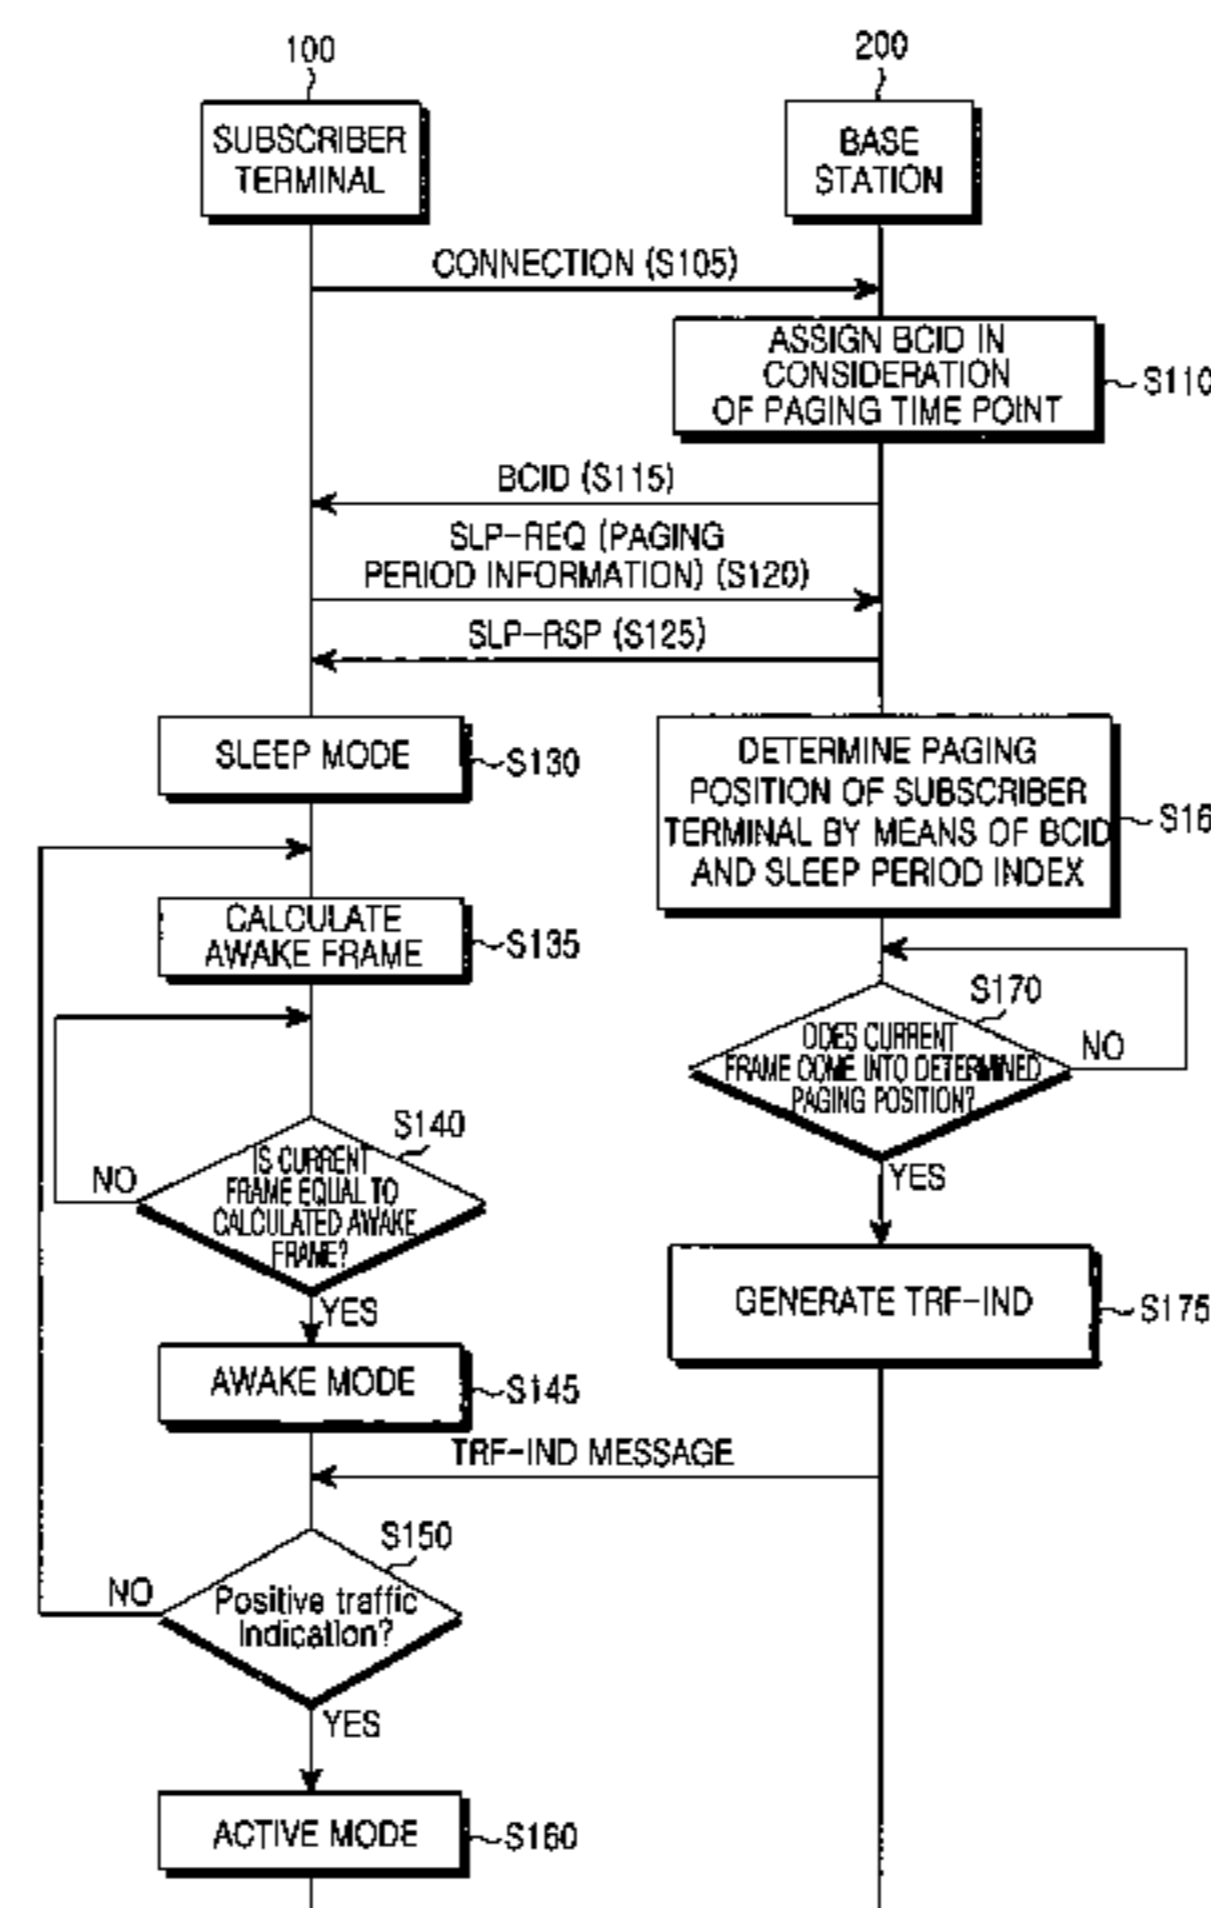 100
200
SUBSCRIBER
TERMINAL
BASE
STATION
CONNECTION (S105)
ASSIGN BCID IN
CONSIDERATION
OF PAGING TIME POINT
S110
BCID (S115)
SLP-REQ (PAGING
PERIOD INFORMATION) (S120)
SLP-RSP (S125)
SLEEP MODE
S130
DETERMINE PAGING
POSITION OF SUBSCRIBER
TERMINAL BY MEANS OF BCID
AND SLEEP PERIOD INDEX
S16
CALCULATE
AWAKE FRAME
S135
S170
DOES CURRENT
FRAME COME INTO DETERMINED
PAGING POSITION?
NO
YES
S140
IS CURRENT
FRAME EQUAL TO
CALCULATED AWAKE
FRAME?
NO
YES
GENERATE TRF-IND
S175
AWAKE MODE
S145
TRF-IND MESSAGE
S150
Positive traffic
Indication?
NO
YES
ACTIVE MODE
S160